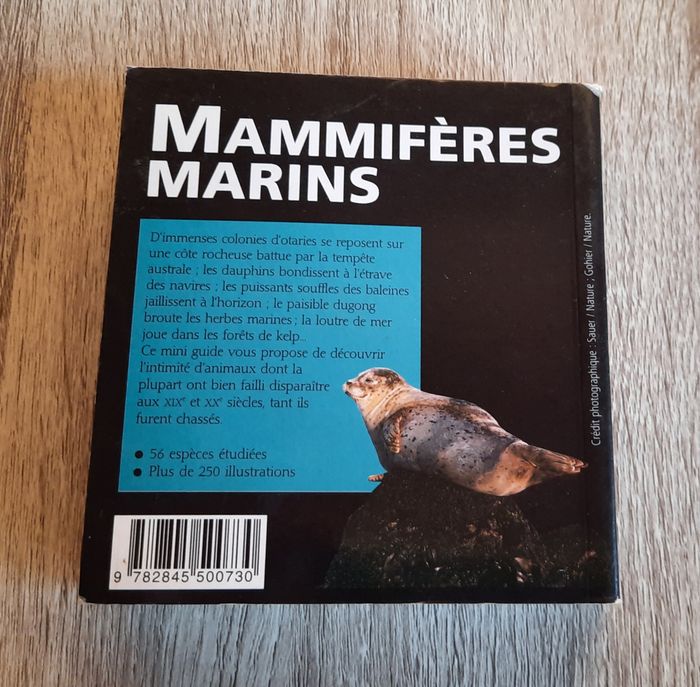 MAMMIFÈRES
MARINS
D'immenses colonies d'otaries se reposent sur
une côte rocheuse battue par la tempête
australe ; les dauphins bondissent à l'étrave
des navires ; les puissants souffles des baleines
jaillissent à l'horizon ; le paisible dugong
broute les herbes marines ; la loutre de mer
joue dans les forêts de kelp...
Ce mini guide vous propose de découvrir
l'intimité d'animaux dont la
plupart ont bien failli disparaître
aux XIXe et XXe siècles, tant ils
furent chassés.
● 56 espèces étudiées
● Plus de 250 illustrations
9 782845 500730
Crédit photographique : Sauer / Nature ; Gohier / Nature.